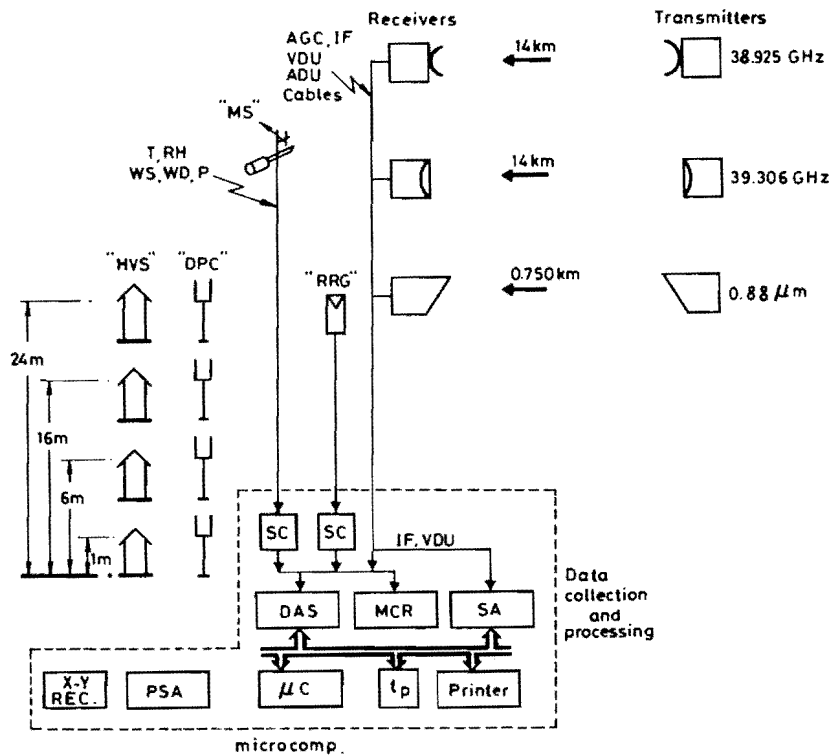 Receivers
Transmitters
AGC, IF
VDU
ADU
Cables
14km
38.925 GHz
"MS"
T, RH
WS, WD, P
14km
39.306 GHz
"HVS"
"DPC"
"RRG"
0.750km
0.88 μm
24m
16m
6m
1m
SC
SC
IF, VDU
DAS
MCR
SA
Data
collection
and
processing
X-Y
REC.
PSA
μC
tp
Printer
microcomp.